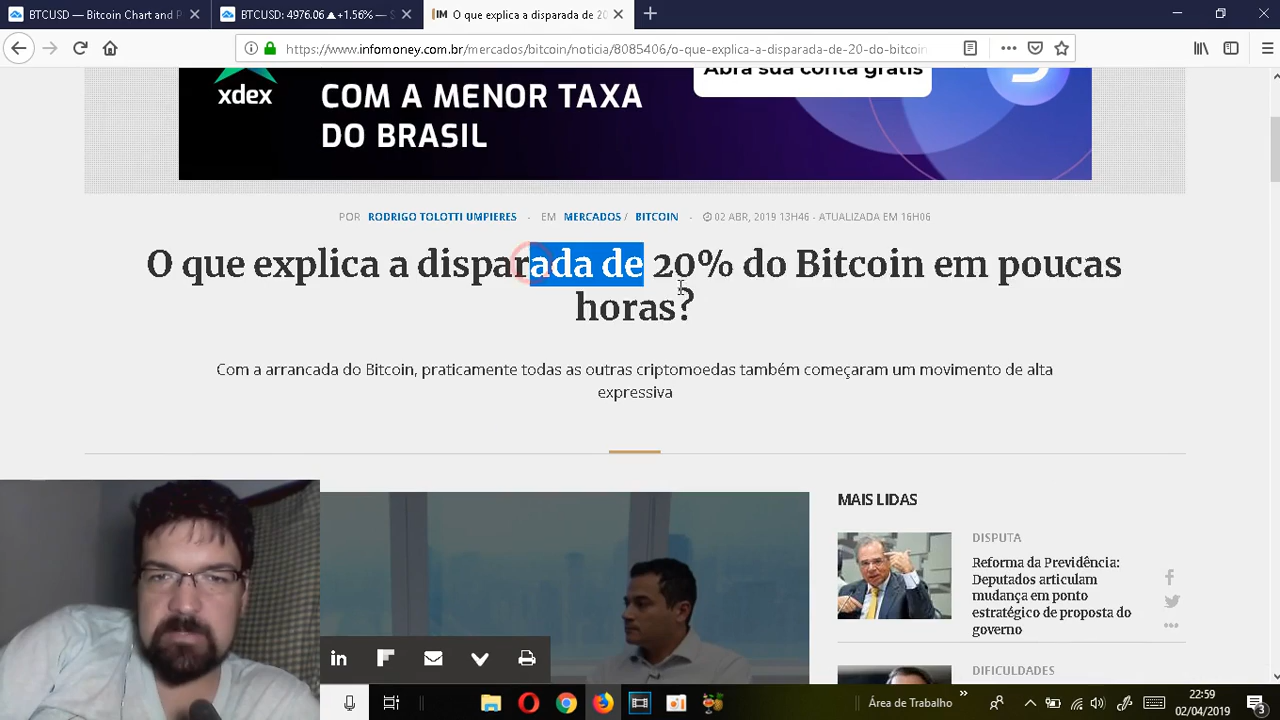 BTCUSD — Bitcoin Chart and P
BTCUSD: 4976.06 ▲+1.56% —
O que explica a disparada de 20
https://www.infomoney.com.br/mercados/bitcoin/noticia/8085406/o-que-explica-a-disparada-de-20-do-bitcoin
xdex
COM A MENOR TAXA
DO BRASIL
Abra sua conta grátis
POR RODRIGO TOLOTTI UMPIERES - EM MERCADOS / BITCOIN - 02 ABR, 2019 13H46 - ATUALIZADA EM 16H06
O que explica a disparada de 20% do Bitcoin em poucas
horas?
Com a arrancada do Bitcoin, praticamente todas as outras criptomoedas também começaram um movimento de alta
expressiva
MAIS LIDAS
DISPUTA
Reforma da Previdência:
Deputados articulam
mudança em ponto
estratégico de proposta do
governo
DIFICULDADES
Área de Trabalho
22:59
02/04/2019
3